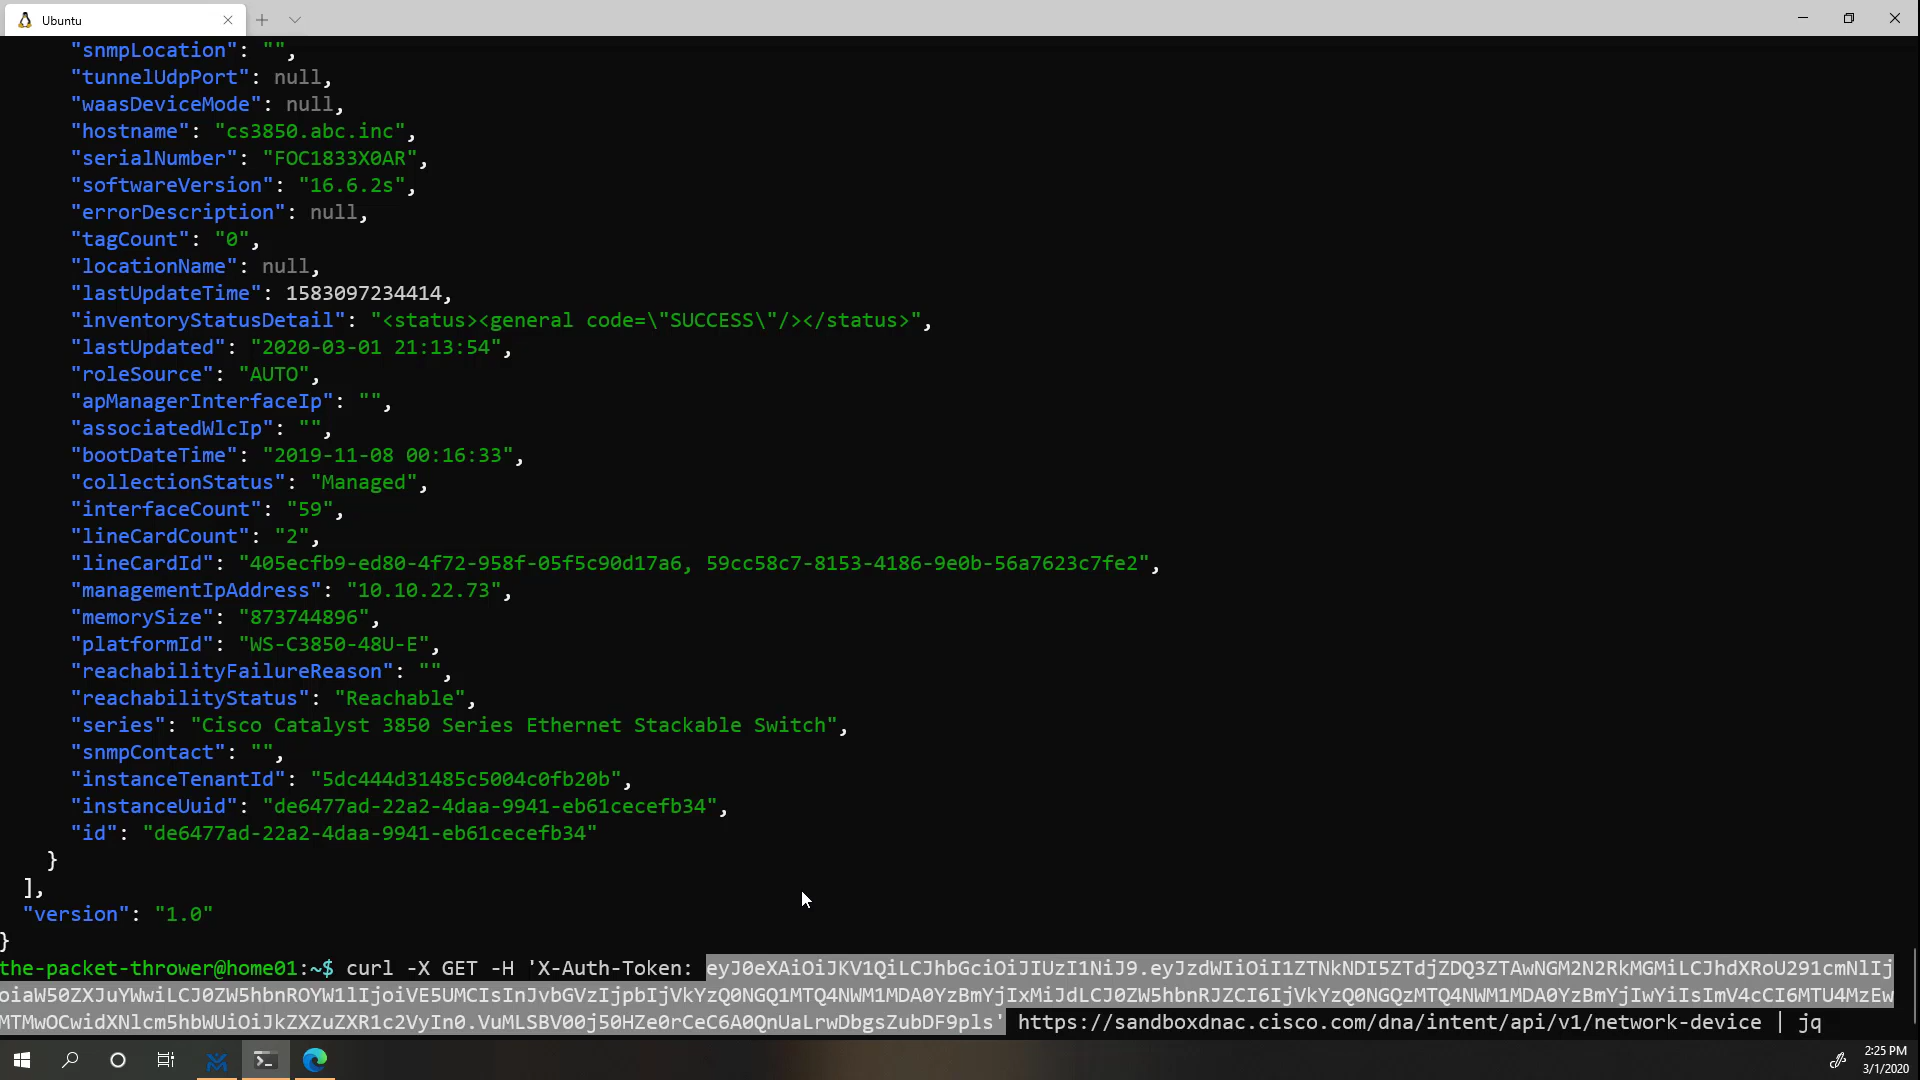 Ubuntu
"snmpLocation": "",
"tunnelUdpPort": null,
"waasDeviceMode": null,
"hostname": "cs3850.abc.inc",
"serialNumber": "FOC1833X0AR",
"softwareVersion": "16.6.2s",
"errorDescription": null,
"tagCount": "0",
"locationName": null,
"lastUpdateTime": 1583097234414,
"inventoryStatusDetail": "<status><general code=\"SUCCESS\"/></status>",
"lastUpdated": "2020-03-01 21:13:54",
"roleSource": "AUTO",
"apManagerInterfaceIp": "",
"associatedWlcIp": "",
"bootDateTime": "2019-11-08 00:16:33",
"collectionStatus": "Managed",
"interfaceCount": "59",
"lineCardCount": "2",
"lineCardId": "405ecfb9-ed80-4f72-958f-05f5c90d17a6, 59cc58c7-8153-4186-9e0b-56a7623c7fe2",
"managementIpAddress": "10.10.22.73",
"memorySize": "873744896",
"platformId": "WS-C3850-48U-E",
"reachabilityFailureReason": "",
"reachabilityStatus": "Reachable",
"series": "Cisco Catalyst 3850 Series Ethernet Stackable Switch",
"snmpContact": "",
"instanceTenantId": "5dc444d31485c5004c0fb20b",
"instanceUuid": "de6477ad-22a2-4daa-9941-eb61cecefb34",
"id": "de6477ad-22a2-4daa-9941-eb61cecefb34"
}
],
"version": "1.0"
}
the-packet-thrower@home01:~$ curl -X GET -H 'X-Auth-Token: eyJ0eXAiOiJKV1QiLCJhbGciOiJIUzI1NiJ9.eyJzdWIiOiI1ZTNkNDI5ZTdjZDQ3ZTAwNGM2N2RkMGMiLCJhdXRoU291cmNlIj
oiaW50ZXJuYWwiLCJ0ZW5hbnROYW1lIjoiVE5UMCIsInJvbGVzIjpbIjVkYzQ0NGQ1MTQ4NWM1MDA0YzBmYjIxMiJdLCJ0ZW5hbnRJZCI6IjVkYzQ0NGQzMTQ4NWM1MDA0YzBmYjIwYiIsImV4cCI6MTU4MzEw
MTMwOCwidXNlcm5hbWUiOiJkZXZuZXR1c2VyIn0.VuMLSBV00j50HZe0rCeC6A0QnUaLrwDbgsZubDF9pls' https://sandboxdnac.cisco.com/dna/intent/api/v1/network-device | jq
2:25 PM
3/1/2020